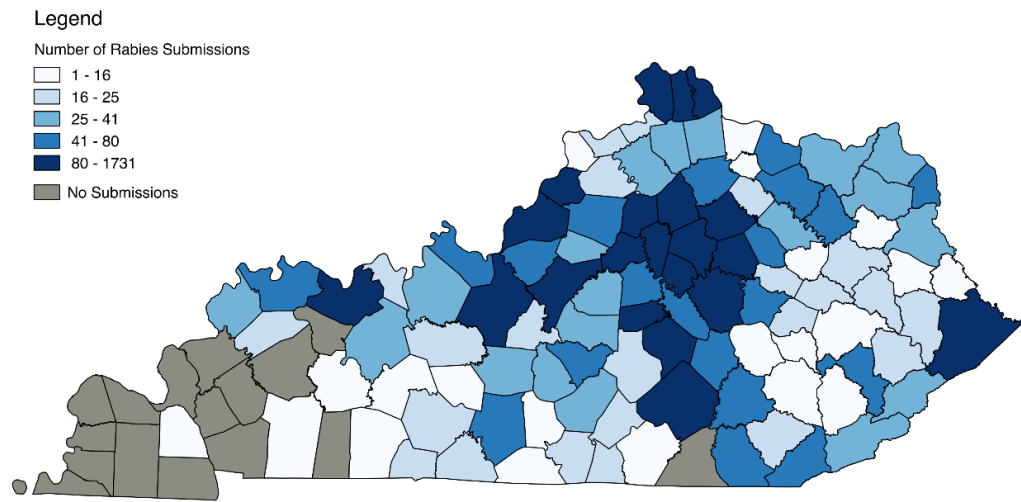 Legend
Number of Rabies Submissions
1 - 16
16 - 25
25 - 41
41 - 80
80 - 1731
No Submissions